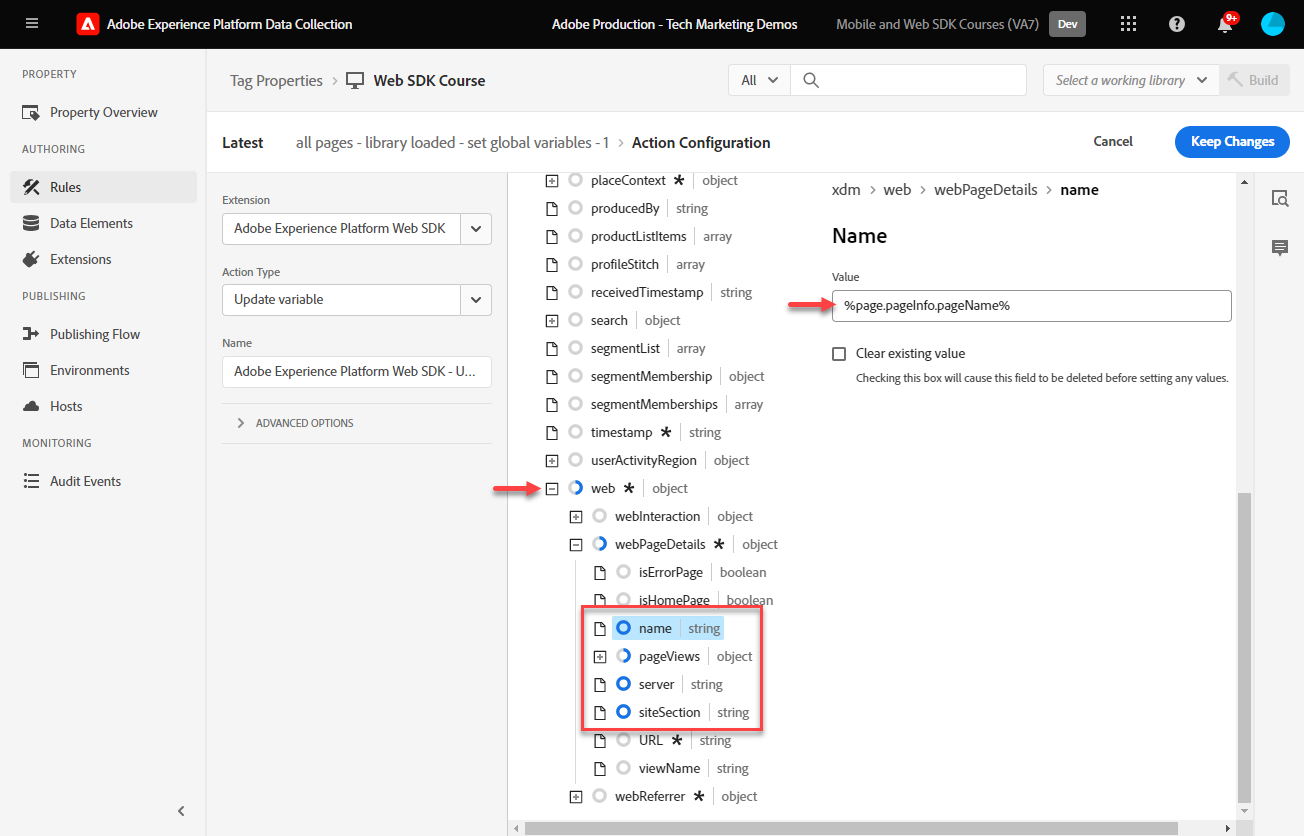 Adobe Experience Platform Data Collection
Adobe Production - Tech Marketing Demos
Mobile and Web SDK Courses (VA7)
Dev
9+
PROPERTY
Property Overview
AUTHORING
Rules
Data Elements
Extensions
PUBLISHING
Publishing Flow
Environments
Hosts
MONITORING
Audit Events
Tag Properties > Web SDK Course
All
Select a working library
Build
Latest
all pages - library loaded - set global variables - 1 > Action Configuration
Cancel
Keep Changes
Extension
Adobe Experience Platform Web SDK
Action Type
Update variable
Name
Adobe Experience Platform Web SDK - U...
ADVANCED OPTIONS
placeContext * object
producedBy string
productListItems array
profileStitch array
receivedTimestamp string
search object
segmentList array
segmentMembership object
segmentMemberships array
timestamp * string
userActivityRegion object
web * object
webInteraction object
webPageDetails * object
isErrorPage boolean
isHomePage boolean
name string
pageViews object
server string
siteSection string
URL * string
viewName string
webReferrer * object
xdm > web > webPageDetails > name
Name
Value
%page.pageInfo.pageName%
Clear existing value
Checking this box will cause this field to be deleted before setting any values.